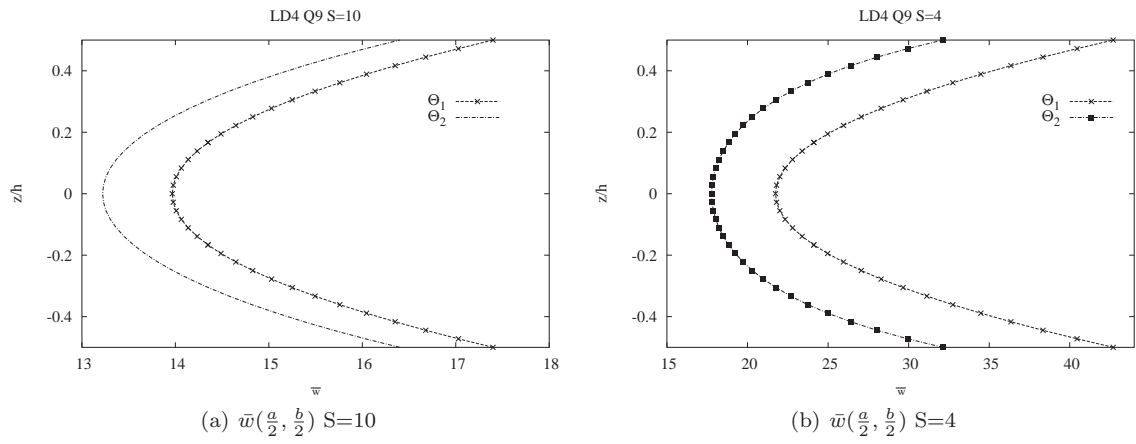 LD4 Q9 S=10
0.4
0.2
0
-0.2
-0.4
z/h
Θ₁
Θ₂
13 14 15 16 17 18
w̅
(a) w̄(a/2, b/2) S=10
LD4 Q9 S=4
0.4
0.2
0
-0.2
-0.4
z/h
Θ₁
Θ₂
15 20 25 30 35 40
w̅
(b) w̄(a/2, b/2) S=4